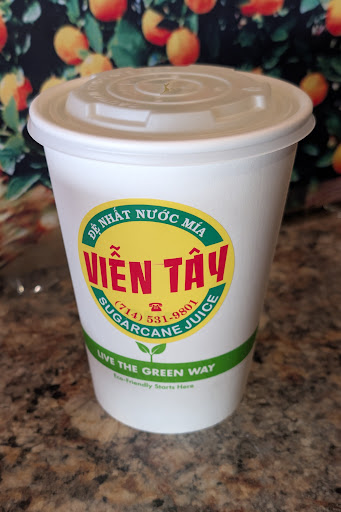 ĐỆ NHẤT NƯỚC MÍA
VIỄN TÂY
(714) 531-9801
SUGARCANE JUICE
LIVE THE GREEN WAY
Eco-Friendly Starts Here